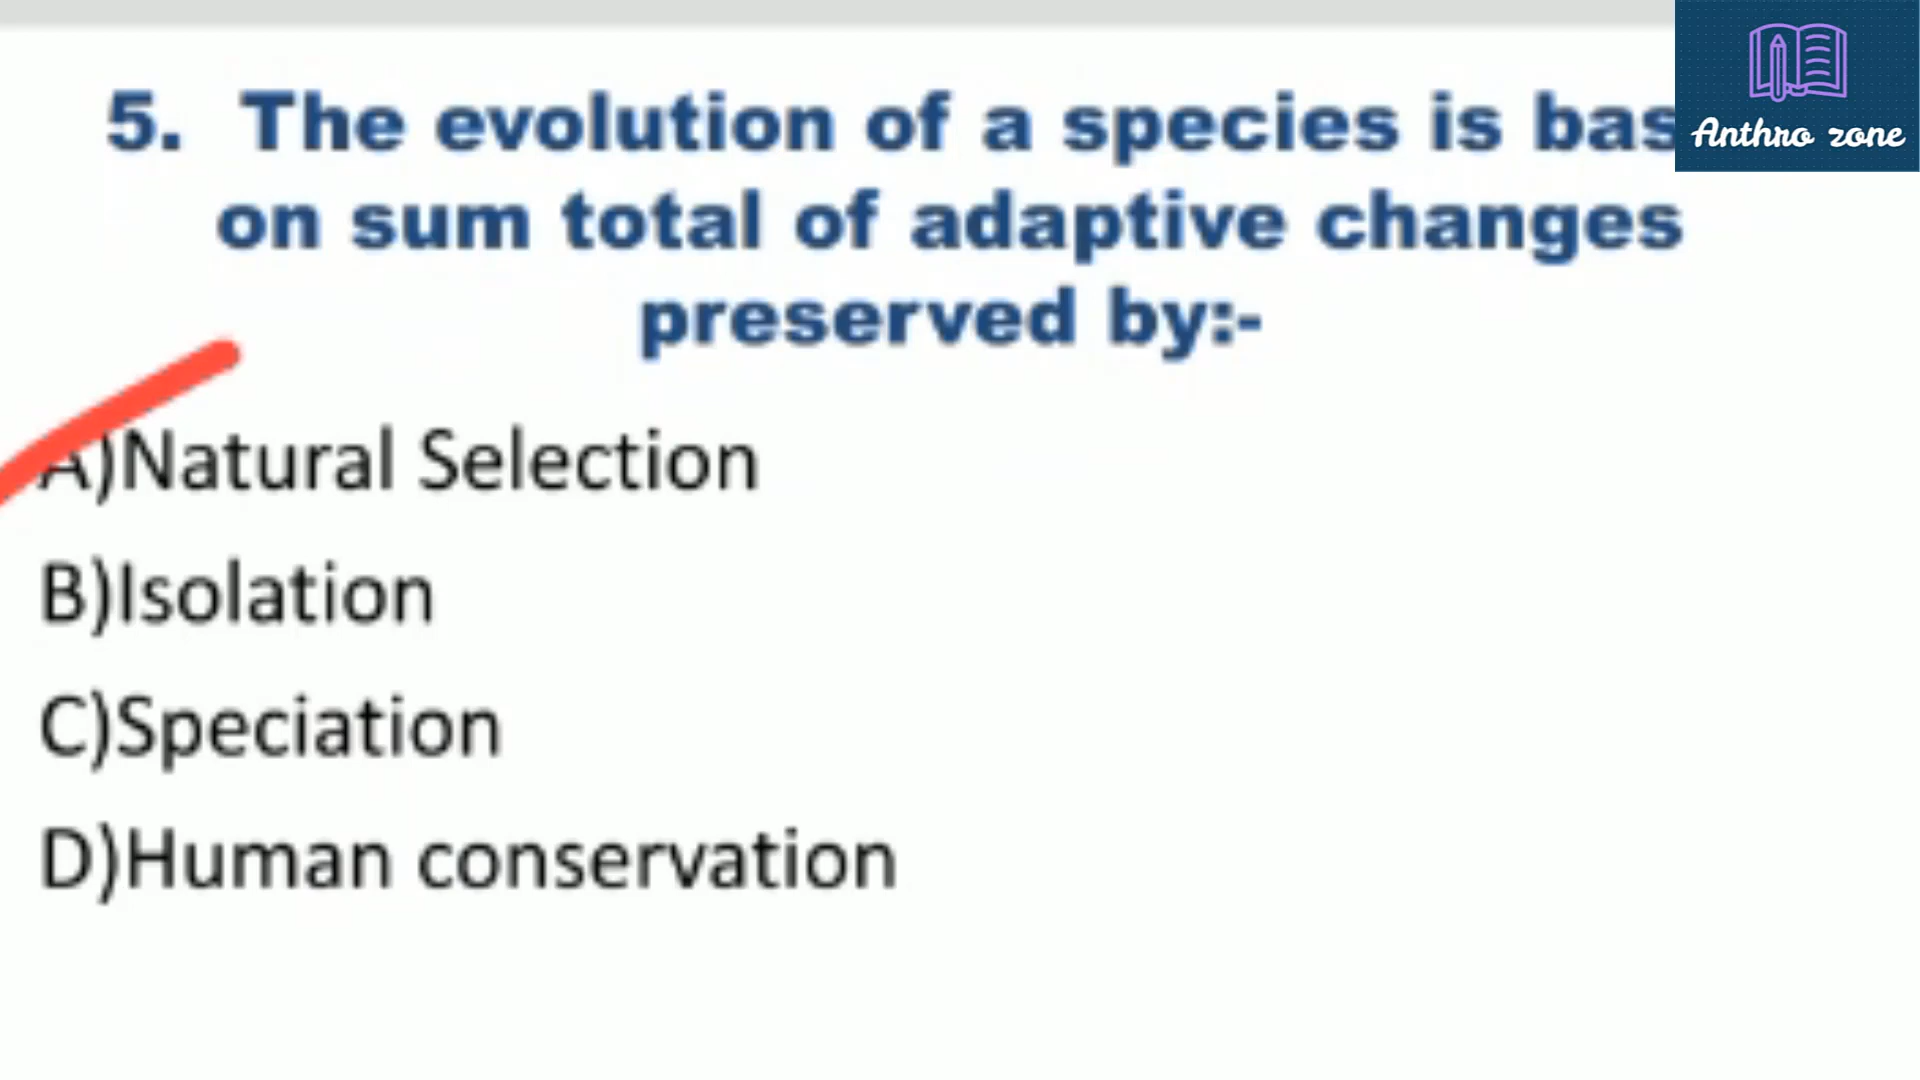 5. The evolution of a species is bas
Anthro zone
on sum total of adaptive changes
preserved by:-
A)Natural Selection
B)Isolation
C)Speciation
D)Human conservation